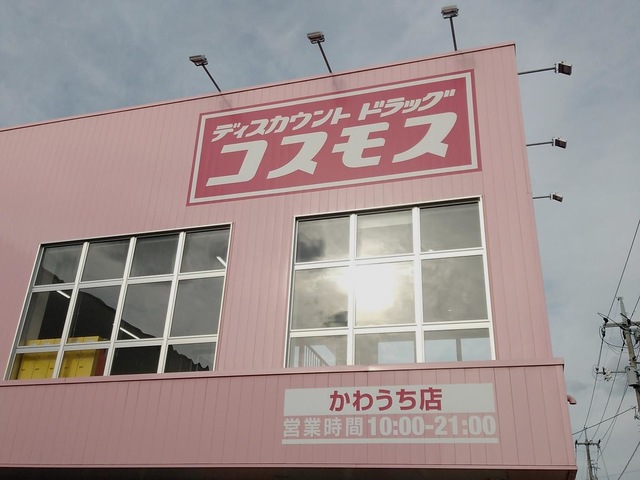 ディスカウント ドラッグ
コスモス
かわうち店
営業時間 10:00-21:00